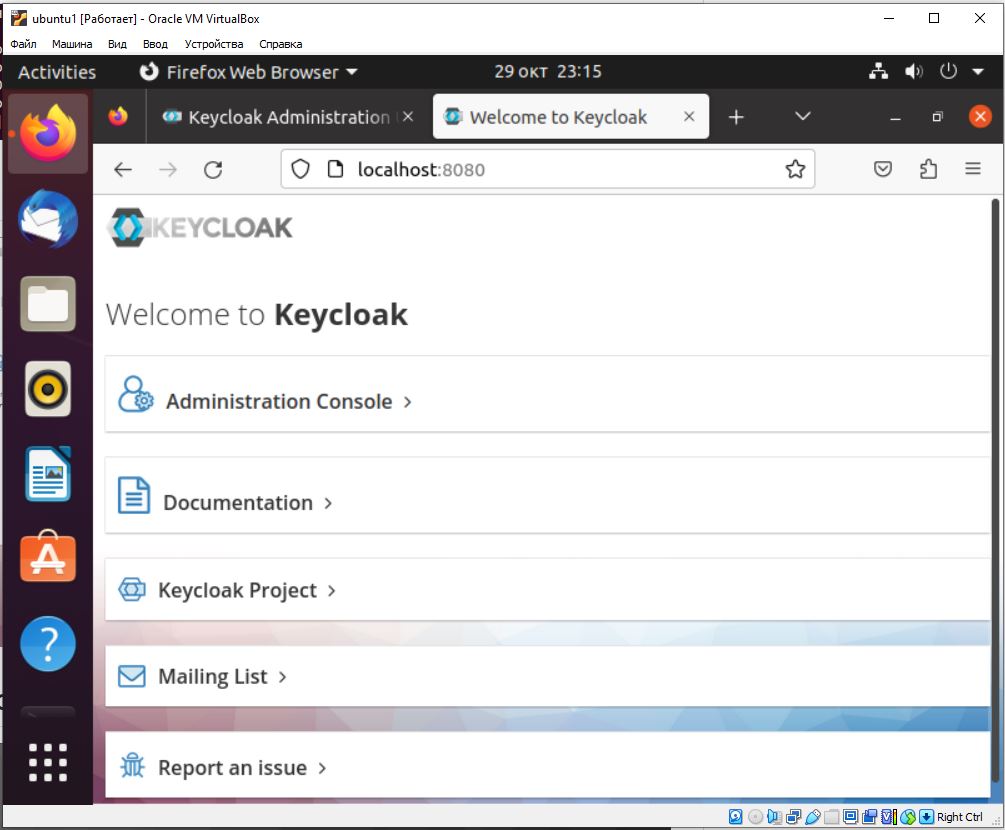 ubuntu1 [Работает] - Oracle VM VirtualBox
Файл Машина Вид Ввод Устройства Справка
Activities Firefox Web Browser 29 окт 23:15
Keycloak Administration Welcome to Keycloak
localhost:8080
KEYCLOAK
Welcome to Keycloak
Administration Console
Documentation
Keycloak Project
Mailing List
Report an issue
Right Ctrl